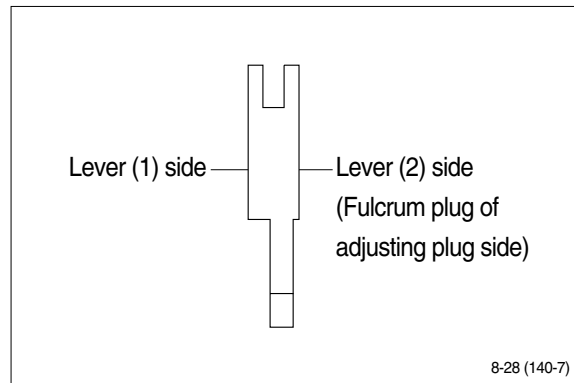 Lever (1) side
Lever (2) side
(Fulcrum plug of
adjusting plug side)
8-28 (140-7)